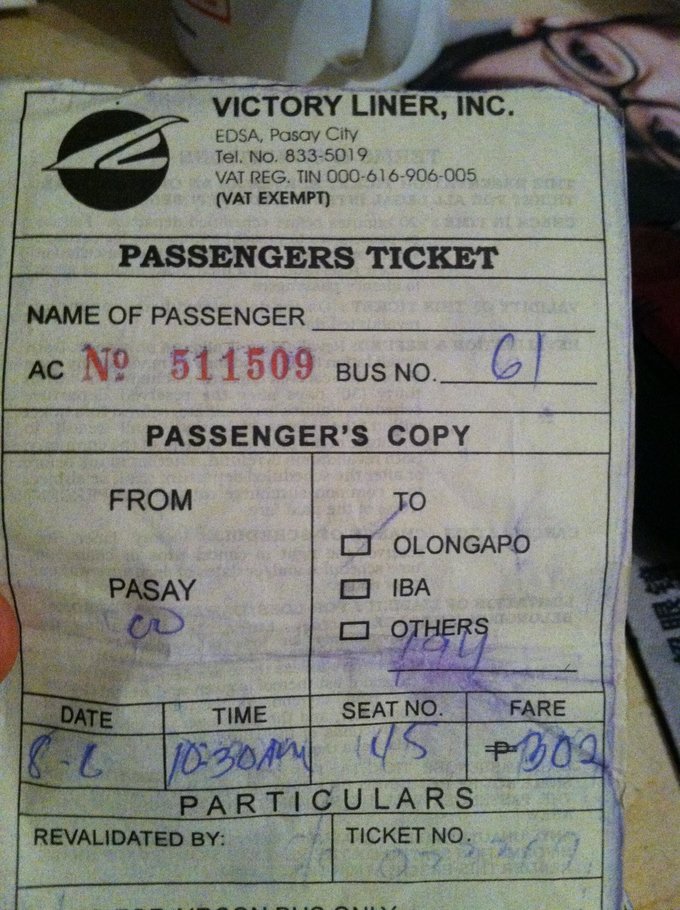 VICTORY LINER, INC.
EDSA, Pasay City
Tel. No. 833-5019
VAT REG. TIN 000-616-906-005
(VAT EXEMPT)
PASSENGERS TICKET
NAME OF PASSENGER
AC Nº 511509 BUS NO. 61
PASSENGER'S COPY
FROM TO
OLONGAPO
PASAY IBA
OTHERS
DATE TIME SEAT NO. FARE
8-6 10:30AM 145 ₱302
PARTICULARS
REVALIDATED BY: TICKET NO.